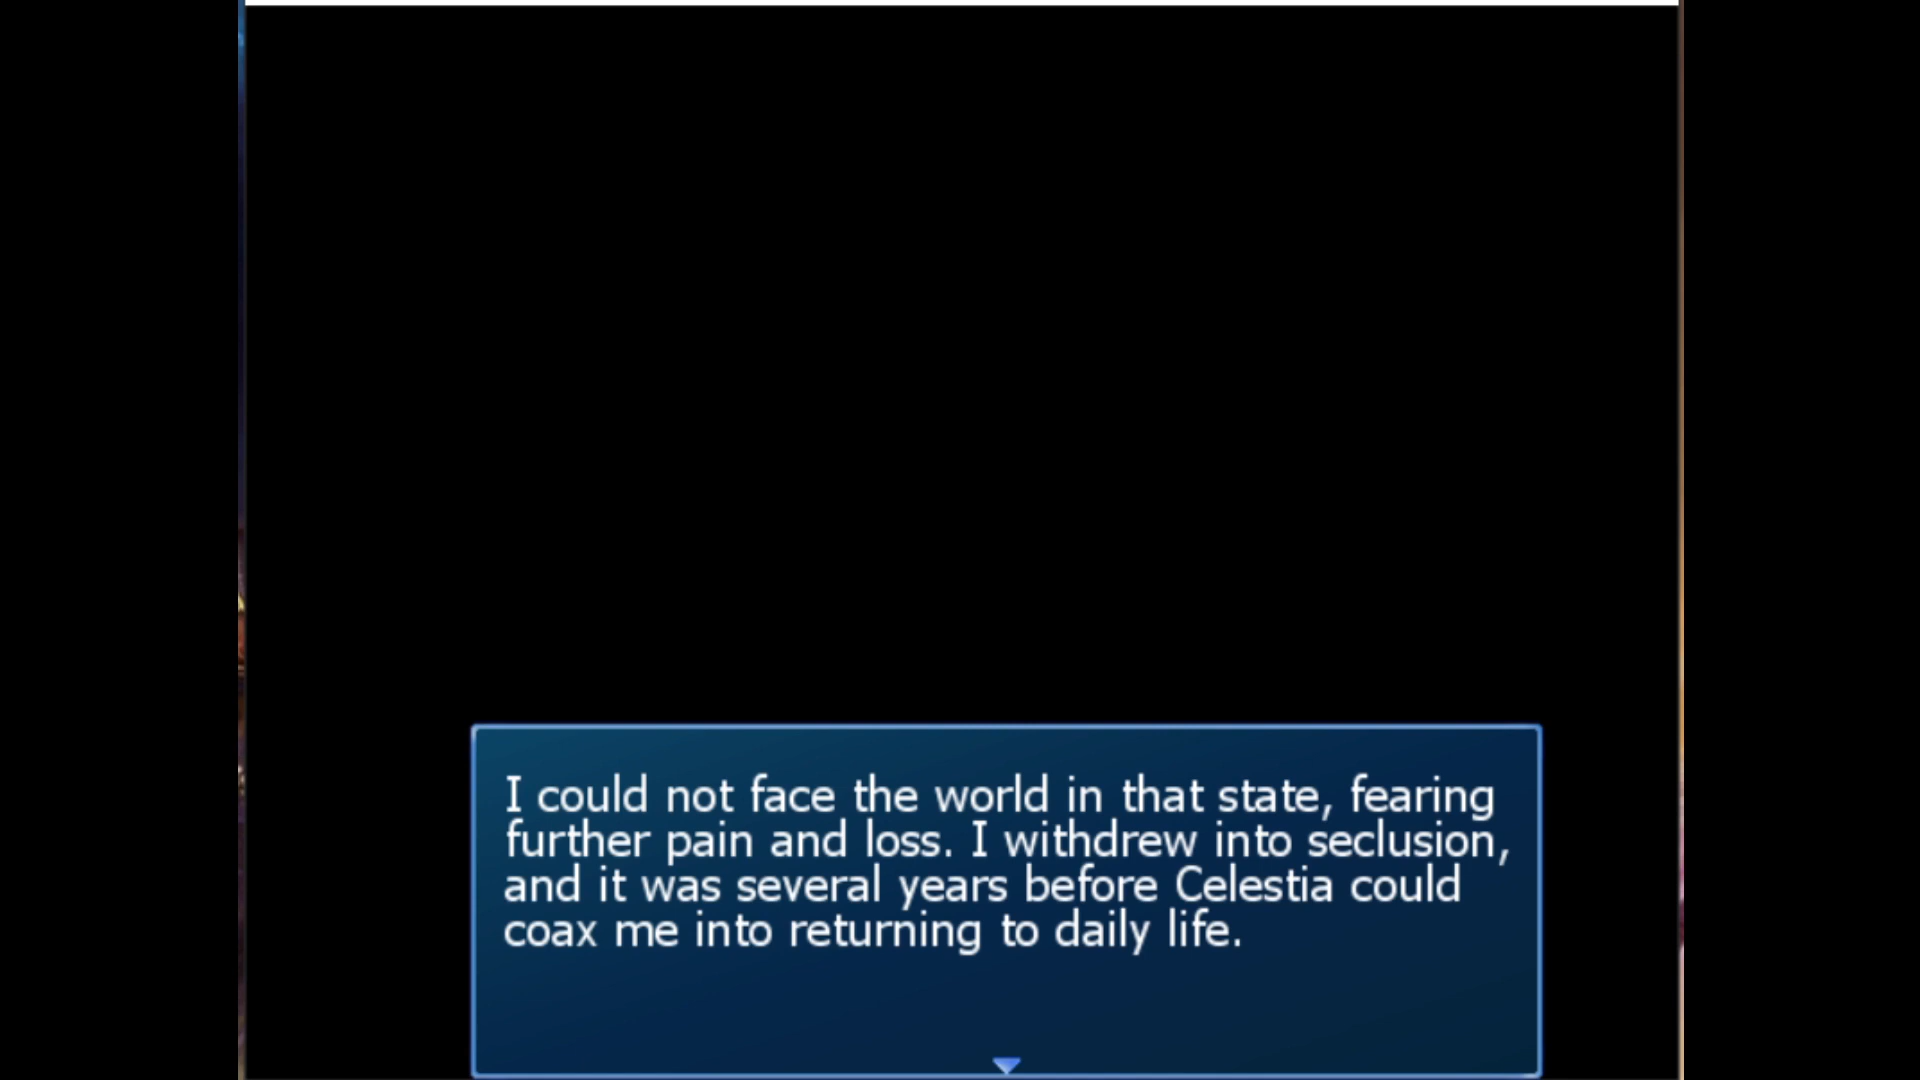 I could not face the world in that state, fearing
further pain and loss. I withdrew into seclusion,
and it was several years before Celestia could
coax me into returning to daily life.